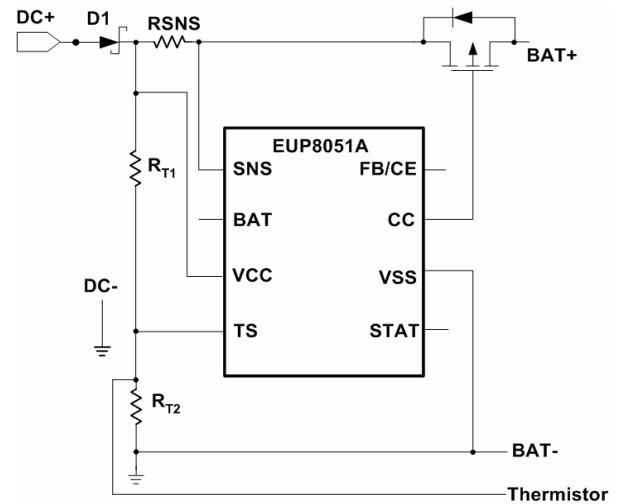 DC+
D1
RSNS
BAT+
EUP8051A
SNS
FB/CE
RT1
BAT
CC
DC-
VCC
VSS
TS
STAT
RT2
BAT-
Thermistor